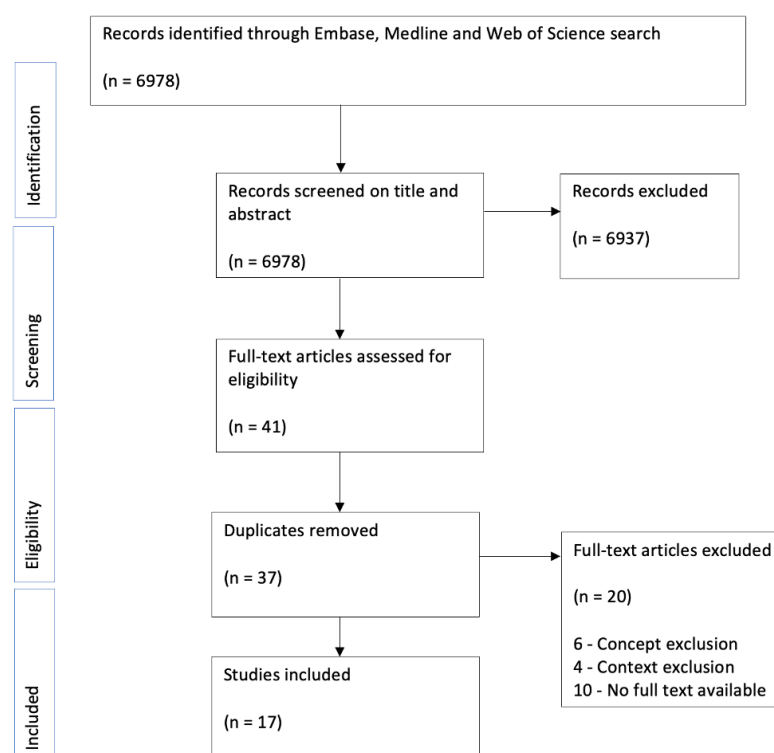 Records identified through Embase, Medline and Web of Science search
(n = 6978)
Identification
Records screened on title and
abstract
(n = 6978)
Records excluded
(n = 6937)
Screening
Full-text articles assessed for
eligibility
(n = 41)
Eligibility
Duplicates removed
(n = 37)
Full-text articles excluded
(n = 20)
6 - Concept exclusion
4 - Context exclusion
10 - No full text available
Included
Studies included
(n = 17)